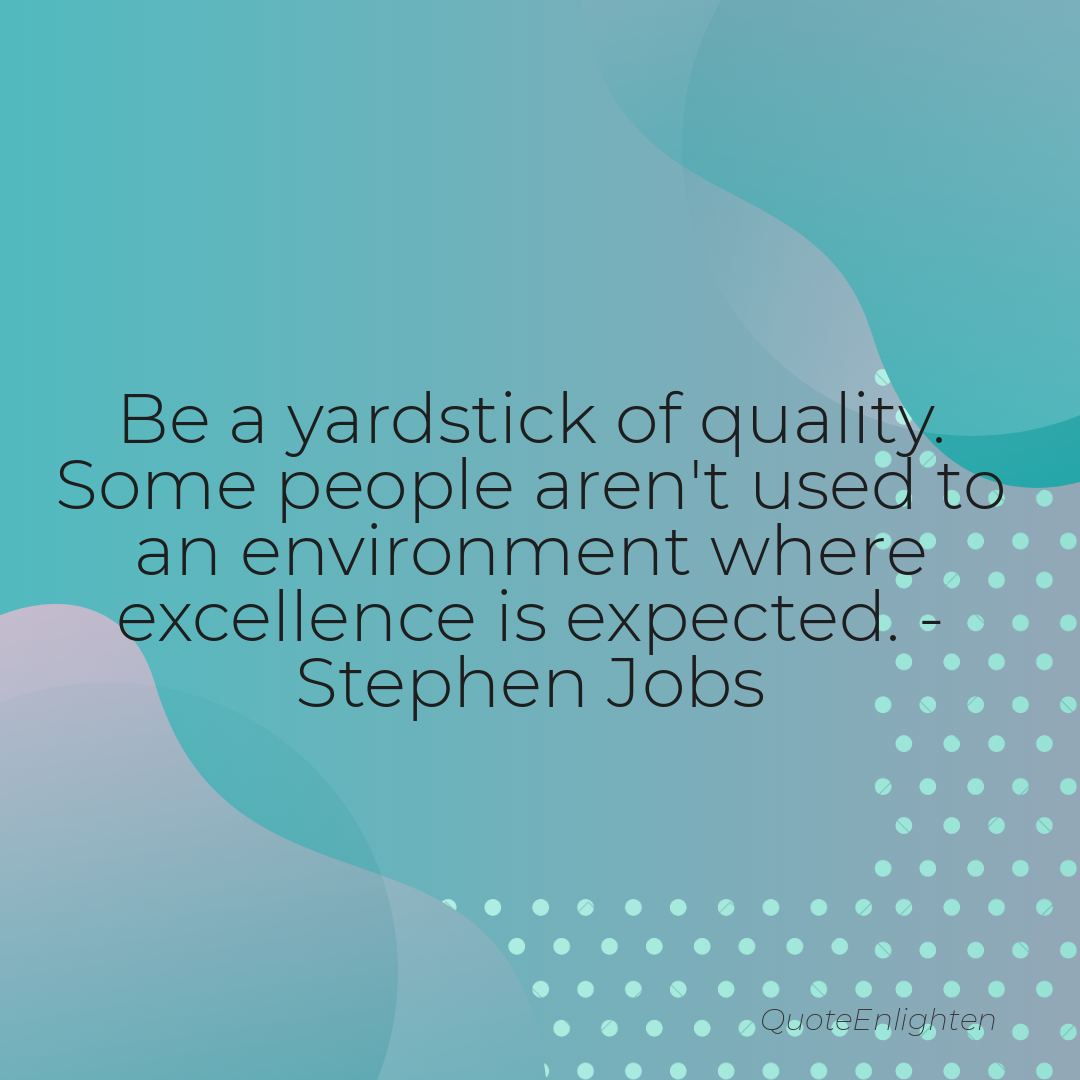 Be a yardstick of quality.
Some people aren't used to
an environment where
excellence is expected. -
Stephen Jobs
QuoteEnlighten